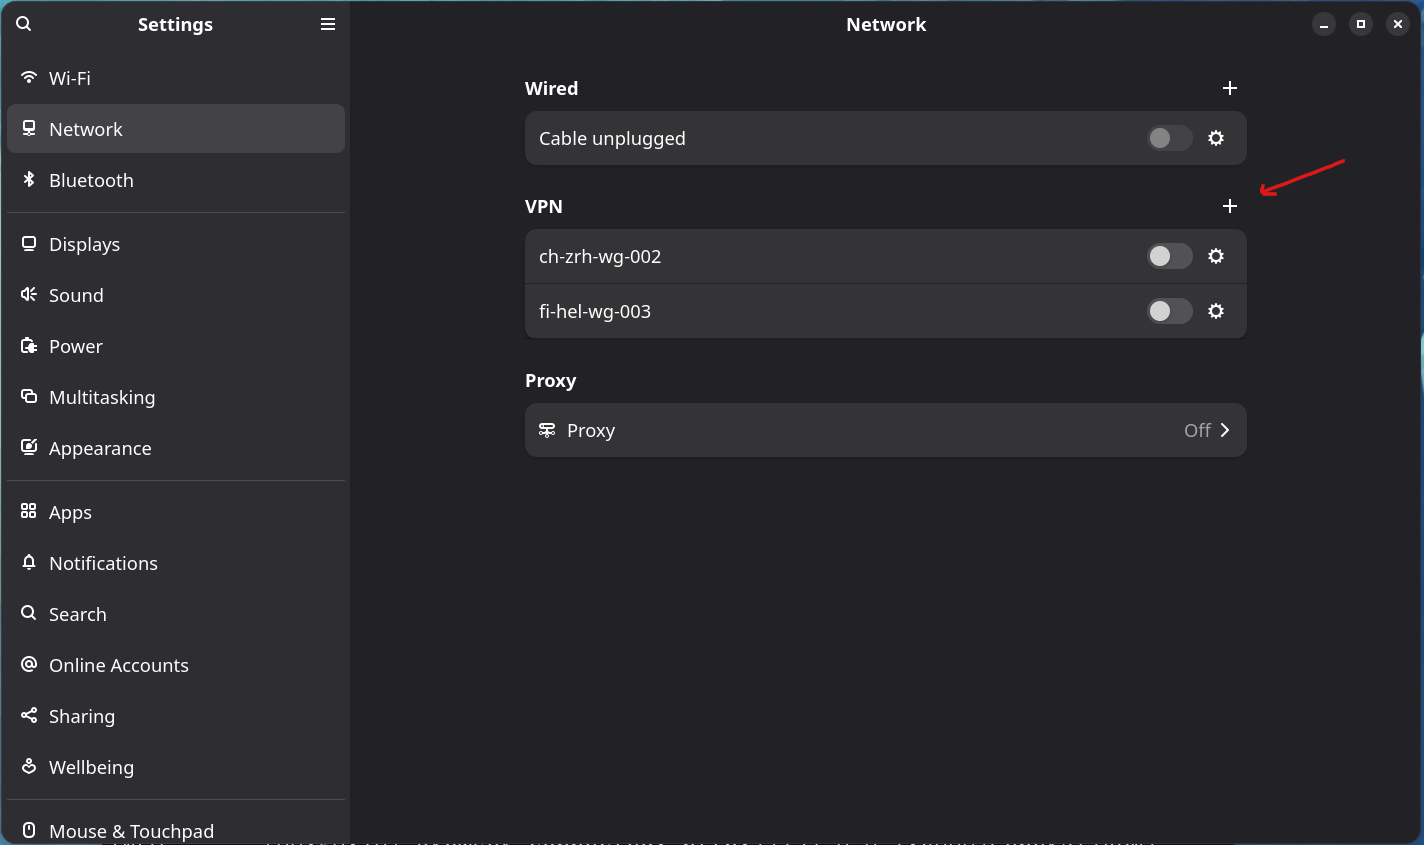 Settings
Network
Wi-Fi
Network
Bluetooth
Displays
Sound
Power
Multitasking
Appearance
Apps
Notifications
Search
Online Accounts
Sharing
Wellbeing
Mouse & Touchpad
Wired
Cable unplugged
VPN
ch-zrh-wg-002
fi-hel-wg-003
Proxy
Proxy Off